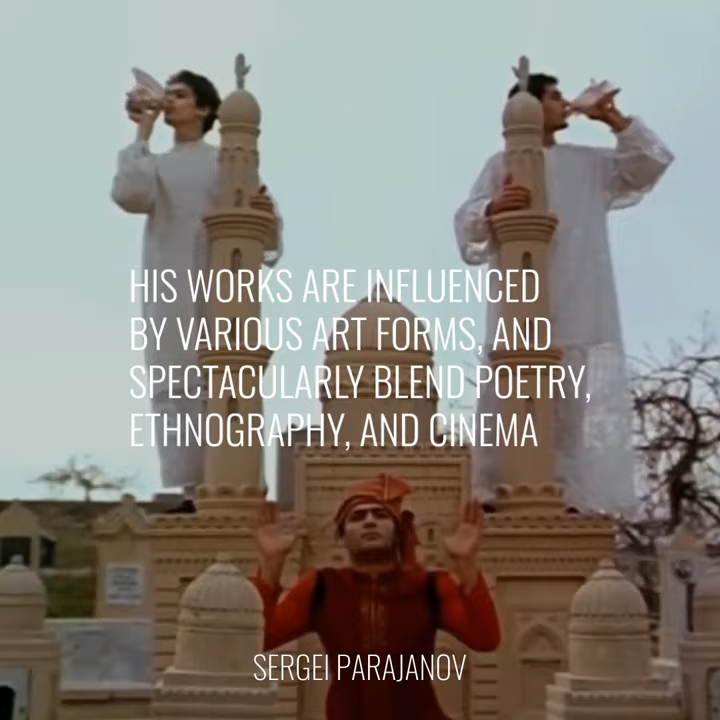 HIS WORKS ARE INFLUENCED
BY VARIOUS ART FORMS, AND
SPECTACULARLY BLEND POETRY,
ETHNOGRAPHY, AND CINEMA
SERGEI PARAJANOV